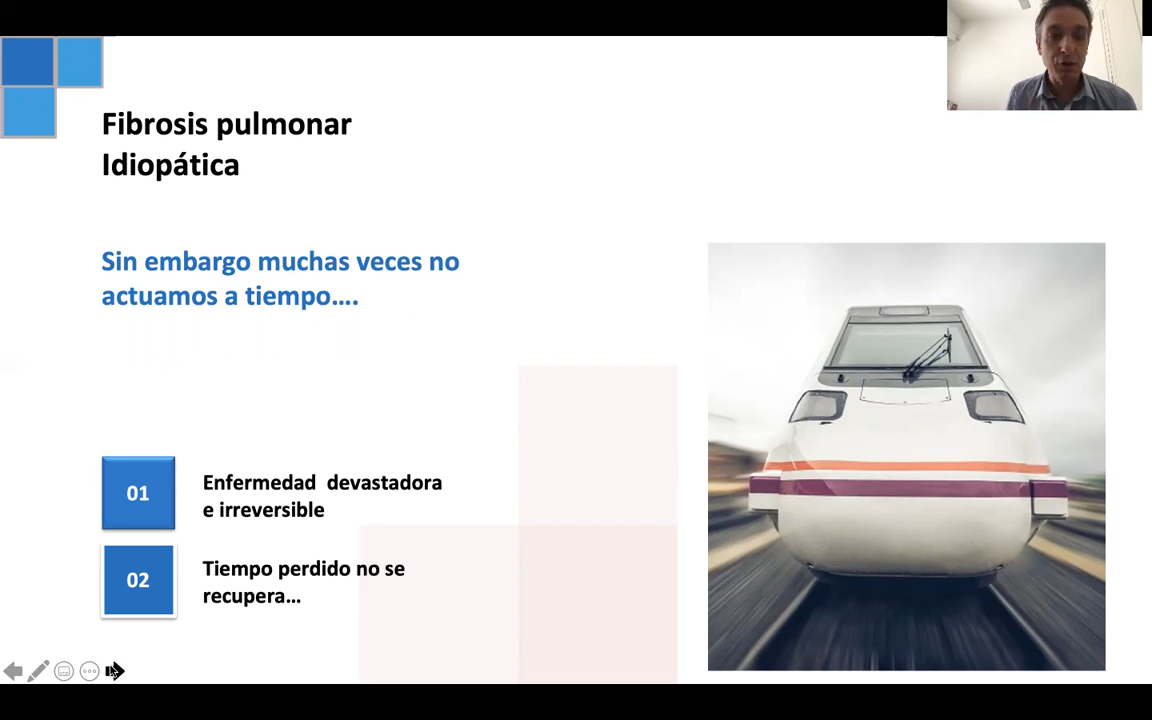 Fibrosis pulmonar
Idiopática
Sin embargo muchas veces no
actuamos a tiempo....
01
Enfermedad  devastadora
e irreversible
02
Tiempo perdido no se
recupera...